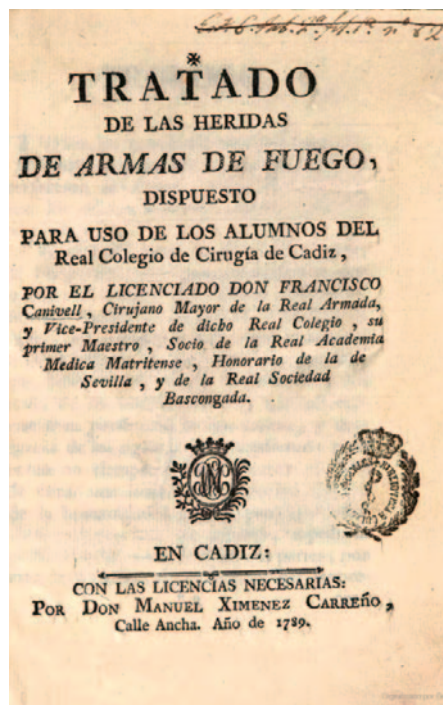 TRATADO
DE LAS HERIDAS
DE ARMAS DE FUEGO,
DISPUESTO
PARA USO DE LOS ALUMNOS DEL
Real Colegio de Cirugía de Cadiz,
POR EL LICENCIADO DON FRANCISCO
Canivell, Cirujano Mayor de la Real Armada,
y Vice-Presidente de dicho Real Colegio, su
primer Maestro, Socio de la Real Academia
Medica Matritense, Honorario de la de
Sevilla, y de la Real Sociedad
Bascongada.
EN CADIZ:
CON LAS LICENCIAS NECESARIAS:
POR DON MANUEL XIMENEZ CARREñO,
Calle Ancha. Año de 1789.